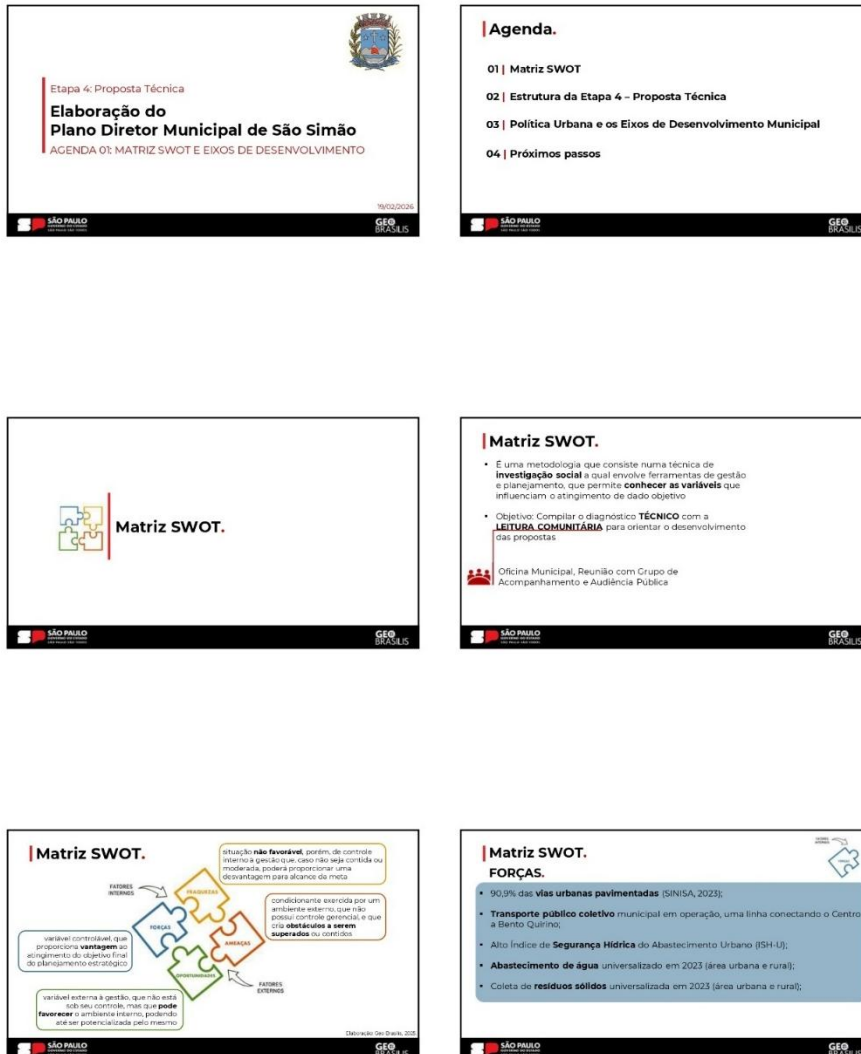 Etapa 4: Proposta Técnica
Elaboração do
Plano Diretor Municipal de São Simão
AGENDA 01: MATRIZ SWOT E EIXOS DE DESENVOLVIMENTO
19/02/2026
SÃO PAULO
GEO
BRASILIS
Agenda.
01 | Matriz SWOT
02 | Estrutura da Etapa 4 – Proposta Técnica
03 | Política Urbana e os Eixos de Desenvolvimento Municipal
04 | Próximos passos
SÃO PAULO
GEO
BRASILIS
Matriz SWOT.
SÃO PAULO
GEO
BRASILIS
Matriz SWOT.
▪ É uma metodologia que consiste numa técnica de
investigação social a qual envolve ferramentas de gestão
e planejamento, que permite conhecer as variáveis que
influenciam o atingimento de dado objetivo
▪ Objetivo: Compilar o diagnóstico TÉCNICO com a
LEITURA COMUNITÁRIA para orientar o desenvolvimento
das propostas
Oficina Municipal, Reunião com Grupo de
Acompanhamento e Audiência Pública
SÃO PAULO
GEO
BRASILIS
Matriz SWOT.
situação não favorável, porém, de controle
interno à gestão que, caso não seja contida ou
moderada, poderá proporcionar uma
desvantagem para alcance da meta
FATORES
INTERNOS
FRAQUEZAS
condicionante exercida por um
ambiente externo, que não
possui controle gerencial, e que
cria obstáculos a serem
superados ou contidos
FORÇAS
AMEAÇAS
variável controlável, que
proporciona vantagem ao
atingimento do objetivo final
do planejamento estratégico
OPORTUNIDADES
FATORES
EXTERNOS
variável externa à gestão, que não está
sob seu controle, mas que pode
favorecer o ambiente interno, podendo
até ser potencializada pelo mesmo
Elaboração: Geo Brasilis, 2025
SÃO PAULO
GEO
BRASILIS
Matriz SWOT.
FORÇAS.
▪ 90,9% das vias urbanas pavimentadas (SINISA, 2023);
▪ Transporte público coletivo municipal em operação, uma linha conectando o Centro
a Bento Quirino;
▪ Alto Índice de Segurança Hídrica do Abastecimento Urbano (ISH-U);
▪ Abastecimento de água universalizado em 2023 (área urbana e rural);
▪ Coleta de resíduos sólidos universalizada em 2023 (área urbana e rural);
SÃO PAULO
GEO
BRASILIS